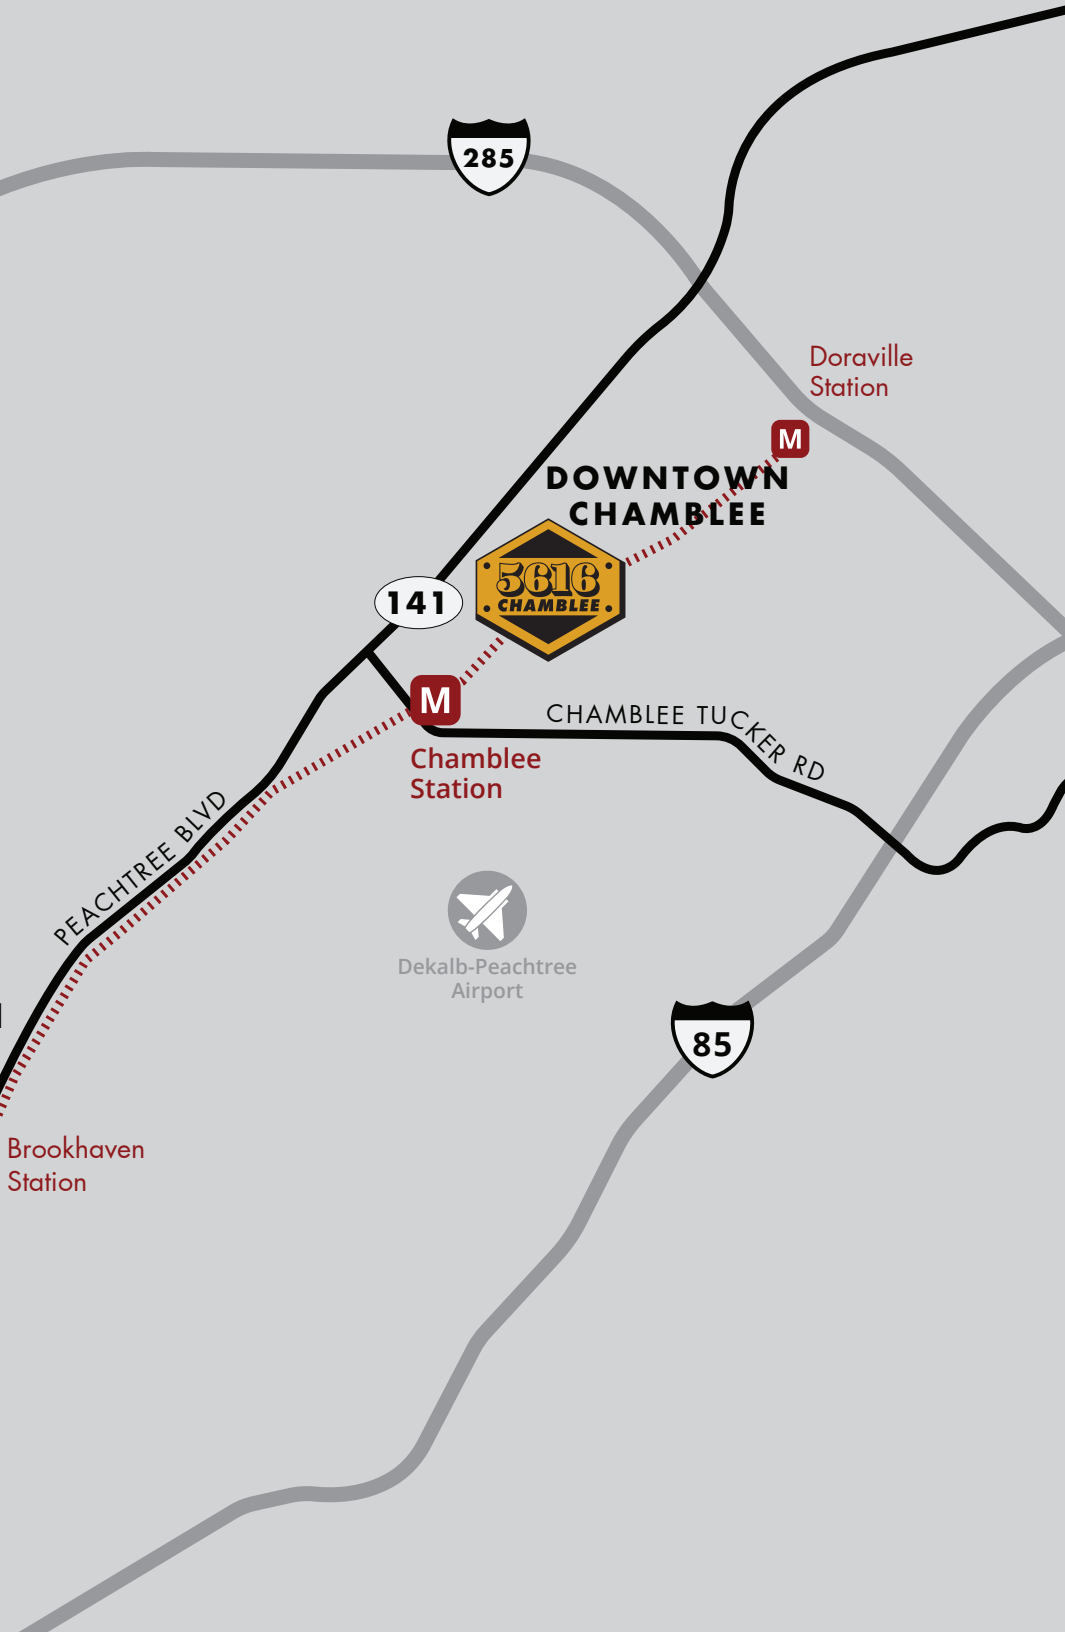 285
Doraville
Station
M
DOWNTOWN
CHAMBLEE
5616
CHAMBLEE
141
M
CHAMBLEE TUCKER RD
Chamblee
Station
PEACHTREE BLVD
Dekalb-Peachtree
Airport
85
Brookhaven
Station